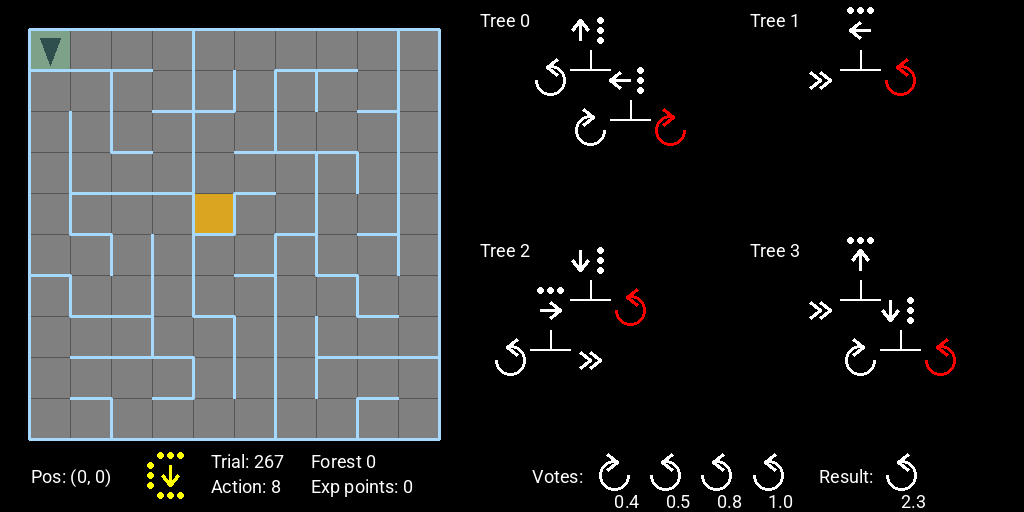 Tree 0
Tree 1
Tree 2
Tree 3
Pos: (0, 0)
Trial: 267
Forest 0
Action: 8
Exp points: 0
Votes:
0.4
0.5
0.8
1.0
Result:
2.3